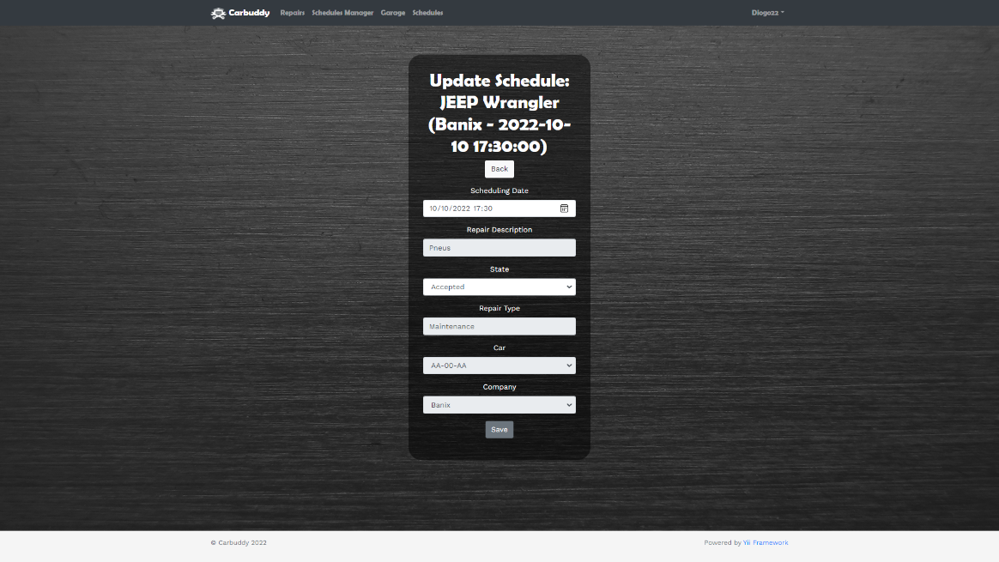 Carbuddy Repairs Schedules Manager Garage Schedules Diogo22
Update Schedule:
JEEP Wrangler
(Banix - 2022-10-
10 17:30:00)
Back
Scheduling Date
10/10/2022 17:30
Repair Description
Pneus
State
Accepted
Repair Type
Maintenance
Car
AA-00-AA
Company
Banix
Save
© Carbuddy 2022 Powered by Yii Framework